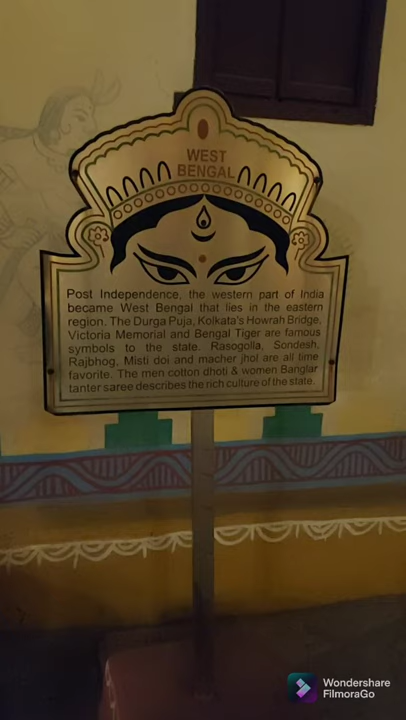 WEST
BENGAL
Post Independence, the western part of India
became West Bengal that lies in the eastern
region. The Durga Puja, Kolkata's Howrah Bridge,
Victoria Memorial and Bengal Tiger are famous
symbols to the state. Rasogolla, Sondesh,
Rajbhog, Misti doi and macher jhol are all time
favorite. The men cotton dhoti & women Banglar
tanter saree describes the rich culture of the state.
Wondershare
FilmoraGo